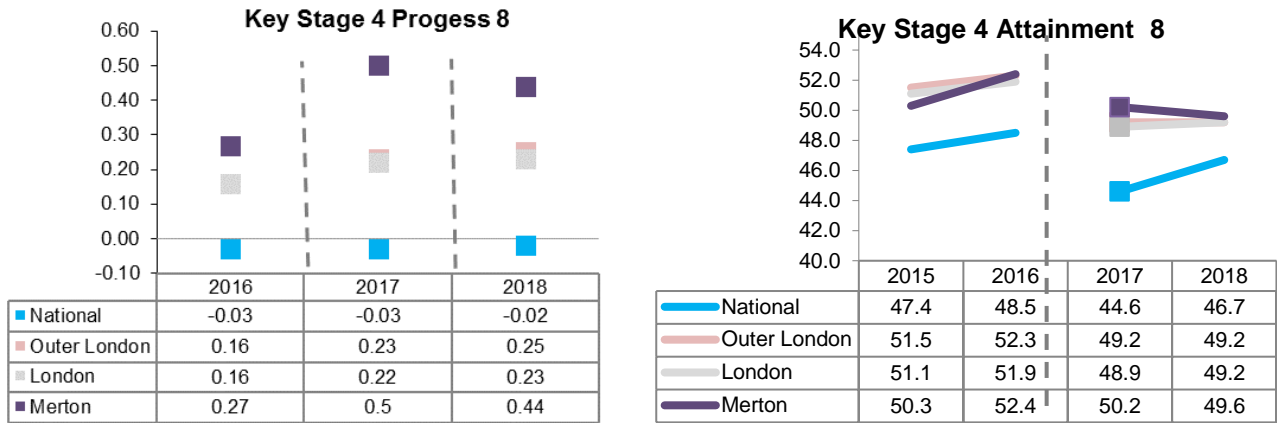 Key Stage 4 Progess 8
0.60
0.50
0.40
0.30
0.20
0.10
0.00
-0.10
2016 2017 2018
National -0.03 -0.03 -0.02
Outer London 0.16 0.23 0.25
London 0.16 0.22 0.23
Merton 0.27 0.5 0.44
Key Stage 4 Attainment 8
54.0
52.0
50.0
48.0
46.0
44.0
42.0
40.0
2015 2016 2017 2018
National 47.4 48.5 44.6 46.7
Outer London 51.5 52.3 49.2 49.2
London 51.1 51.9 48.9 49.2
Merton 50.3 52.4 50.2 49.6